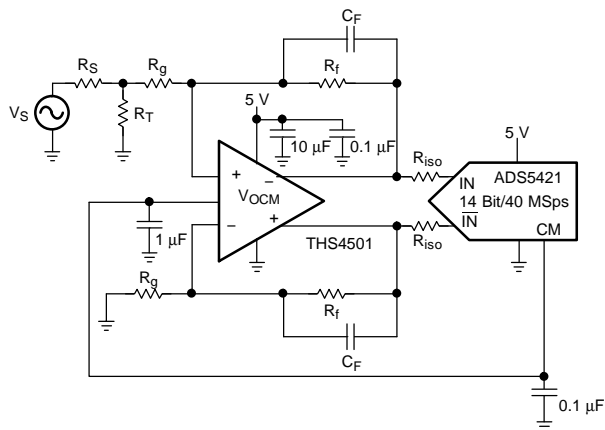 C_F
R_S
R_g
R_f
V_S
R_T
5 V
10 µF
0.1 µF
5 V
R_iso
+
−
V_OCM
−
+
IN
ADS5421
14 Bit/40 MSps
IN
CM
1 µF
THS4501
R_iso
R_g
R_f
C_F
0.1 µF